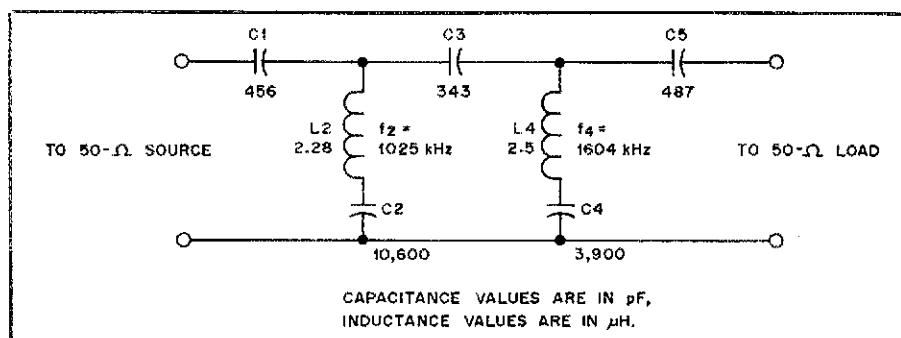 C1 C3 C5
456 343 487
L2 f2 = L4 f4 =
TO 50-Ω SOURCE 2.28 1025 kHz 2.5 1604 kHz TO 50-Ω LOAD
C2 C4
10,600 3,900
CAPACITANCE VALUES ARE IN pF,
INDUCTANCE VALUES ARE IN μH.